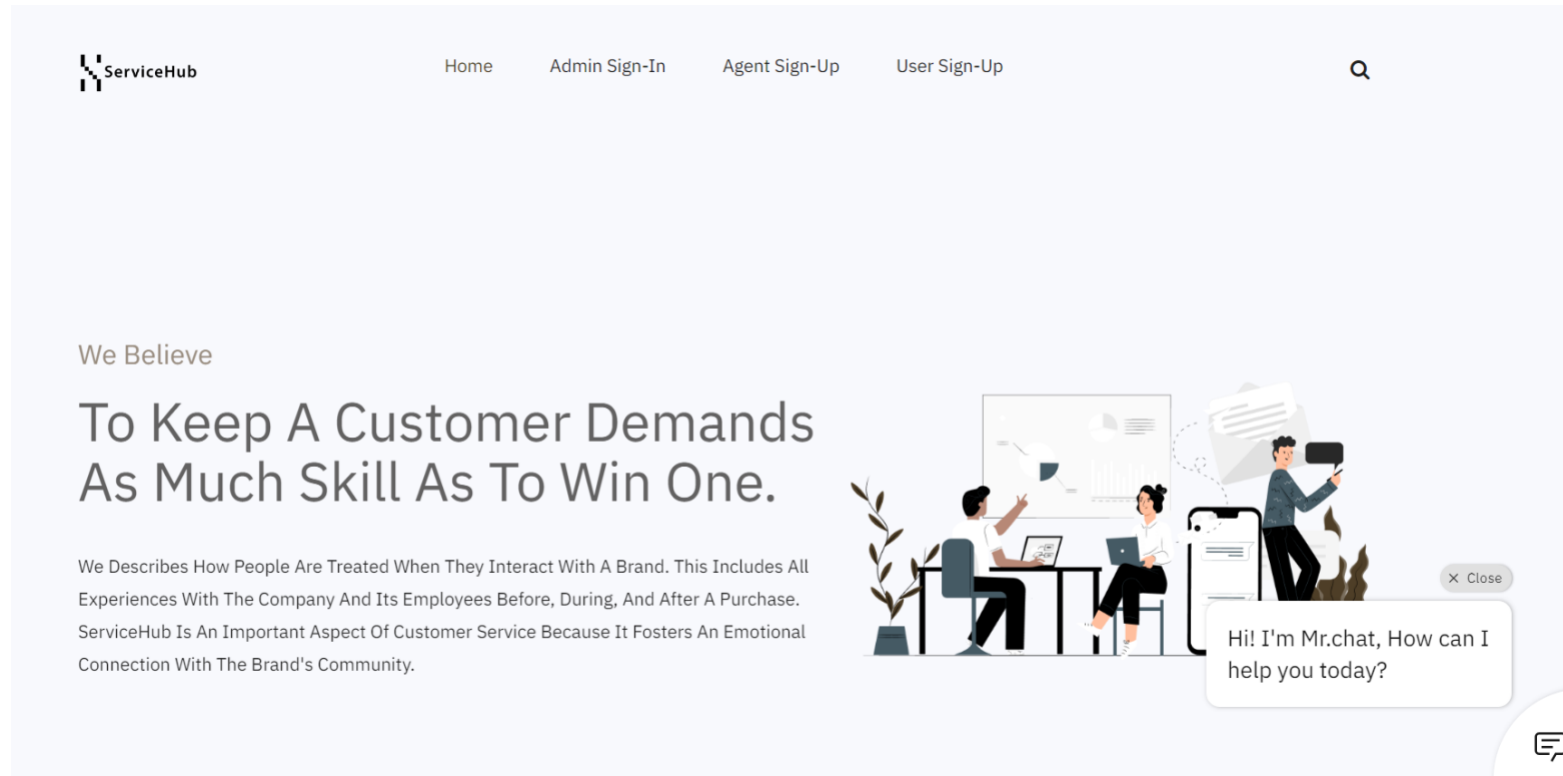 ServiceHub
Home
Admin Sign-In
Agent Sign-Up
User Sign-Up
We Believe
To Keep A Customer Demands
As Much Skill As To Win One.
We Describes How People Are Treated When They Interact With A Brand. This Includes All
Experiences With The Company And Its Employees Before, During, And After A Purchase.
ServiceHub Is An Important Aspect Of Customer Service Because It Fosters An Emotional
Connection With The Brand's Community.
× Close
Hi! I'm Mr.chat, How can I
help you today?